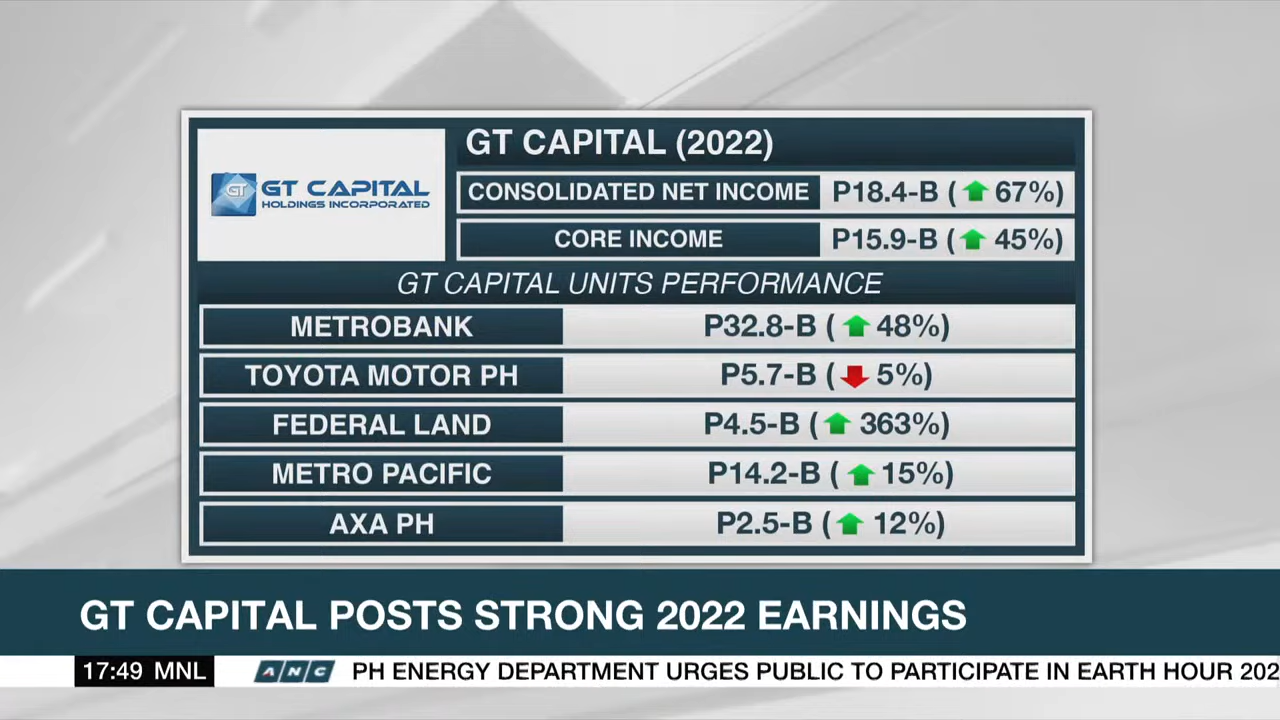 GT CAPITAL (2022)
GT
GT CAPITAL
HOLDINGS INCORPORATED
CONSOLIDATED NET INCOME P18.4-B (⬆ 67%)
CORE INCOME P15.9-B (⬆ 45%)
GT CAPITAL UNITS PERFORMANCE
METROBANK P32.8-B (⬆ 48%)
TOYOTA MOTOR PH P5.7-B (⬇ 5%)
FEDERAL LAND P4.5-B (⬆ 363%)
METRO PACIFIC P14.2-B (⬆ 15%)
AXA PH P2.5-B (⬆ 12%)
GT CAPITAL POSTS STRONG 2022 EARNINGS
17:49 MNL ANC PH ENERGY DEPARTMENT URGES PUBLIC TO PARTICIPATE IN EARTH HOUR 202